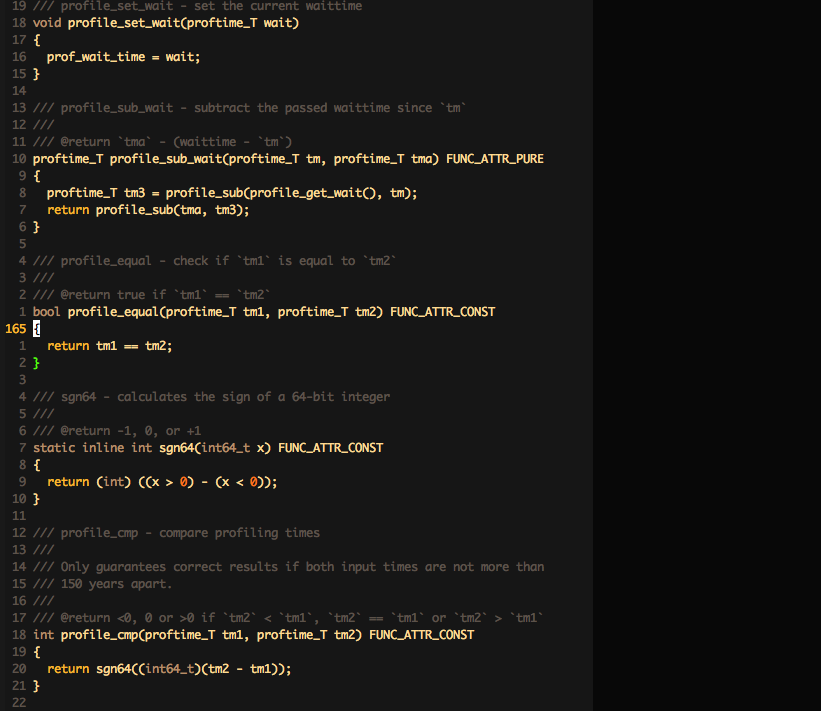 19 /// profile_set_wait - set the current waittime
18 void profile_set_wait(proftime_T wait)
17 {
16   prof_wait_time = wait;
15 }
14
13 /// profile_sub_wait - subtract the passed waittime since `tm`
12 ///
11 /// @return `tma` - (waittime - `tm`)
10 proftime_T profile_sub_wait(proftime_T tm, proftime_T tma) FUNC_ATTR_PURE
9 {
8   proftime_T tm3 = profile_sub(profile_get_wait(), tm);
7   return profile_sub(tma, tm3);
6 }
5
4 /// profile_equal - check if `tm1` is equal to `tm2`
3 ///
2 /// @return true if `tm1` == `tm2`
1 bool profile_equal(proftime_T tm1, proftime_T tm2) FUNC_ATTR_CONST
165 {
1   return tm1 == tm2;
2 }
3
4 /// sgn64 - calculates the sign of a 64-bit integer
5 ///
6 /// @return -1, 0, or +1
7 static inline int sgn64(int64_t x) FUNC_ATTR_CONST
8 {
9   return (int) ((x > 0) - (x < 0));
10 }
11
12 /// profile_cmp - compare profiling times
13 ///
14 /// Only guarantees correct results if both input times are not more than
15 /// 150 years apart.
16 ///
17 /// @return <0, 0 or >0 if `tm2` < `tm1`, `tm2` == `tm1` or `tm2` > `tm1`
18 int profile_cmp(proftime_T tm1, proftime_T tm2) FUNC_ATTR_CONST
19 {
20   return sgn64((int64_t)(tm2 - tm1));
21 }
22